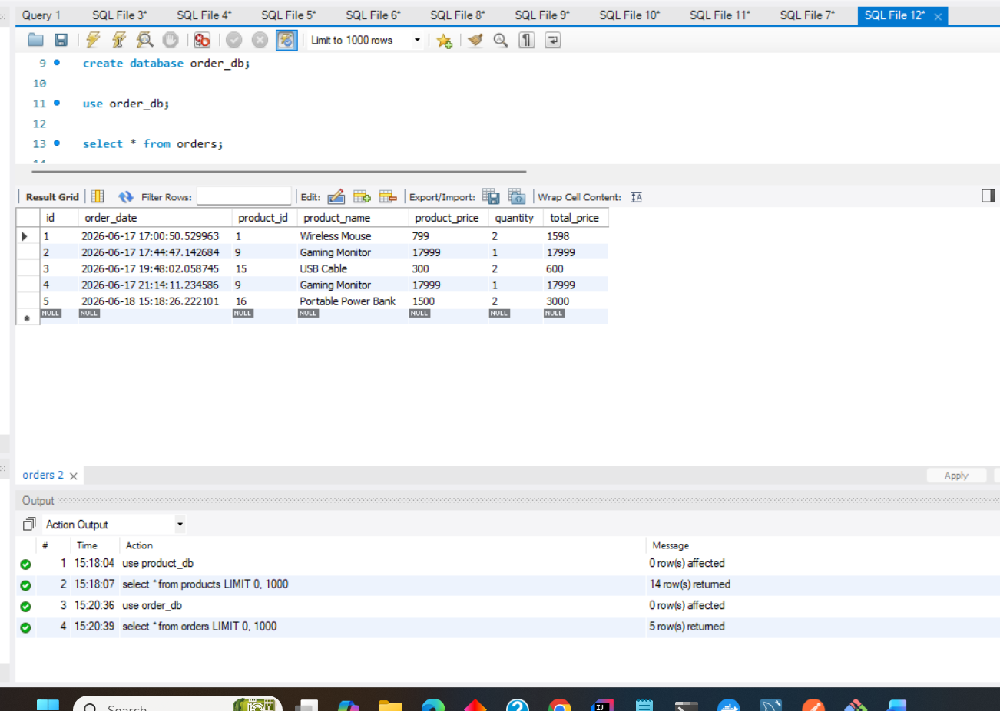 Query 1 SQL File 3* SQL File 4* SQL File 5* SQL File 6* SQL File 8* SQL File 9* SQL File 10* SQL File 11* SQL File 7* SQL File 12*
Limit to 1000 rows
9 create database order_db;
10
11 use order_db;
12
13 select * from orders;
14
Result Grid Filter Rows: Edit: Export/Import: Wrap Cell Content:
id order_date product_id product_name product_price quantity total_price
1 2026-06-17 17:00:50.529963 1 Wireless Mouse 799 2 1598
2 2026-06-17 17:44:47.142684 9 Gaming Monitor 17999 1 17999
3 2026-06-17 19:48:02.058745 15 USB Cable 300 2 600
4 2026-06-17 21:14:11.234586 9 Gaming Monitor 17999 1 17999
5 2026-06-18 15:18:26.222101 16 Portable Power Bank 1500 2 3000
NULL NULL NULL NULL NULL NULL NULL
orders 2 Apply
Output
Action Output
# Time Action Message
1 15:18:04 use product_db 0 row(s) affected
2 15:18:07 select * from products LIMIT 0, 1000 14 row(s) returned
3 15:20:36 use order_db 0 row(s) affected
4 15:20:39 select * from orders LIMIT 0, 1000 5 row(s) returned
Search